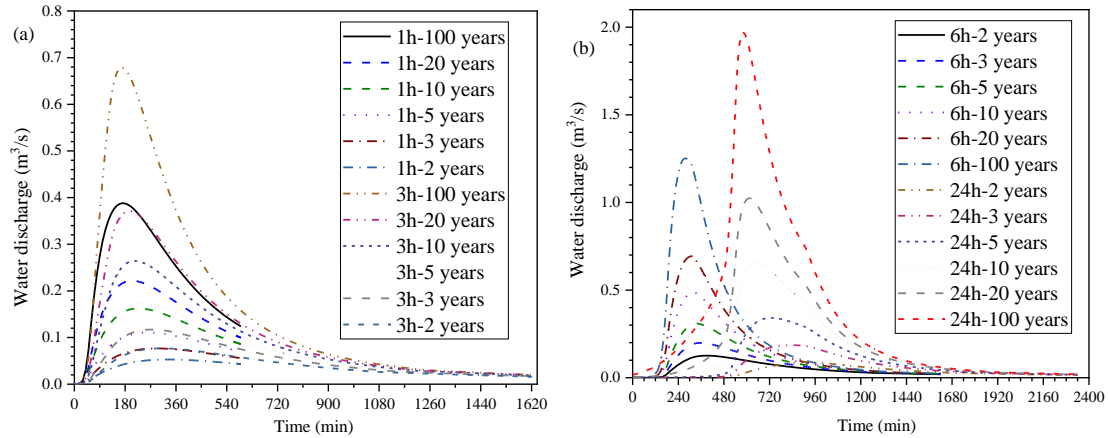 (a)
0.8
0.7
0.6
0.5
0.4
0.3
0.2
0.1
0.0
Water discharge (m³/s)
0 180 360 540 720 900 1080 1260 1440 1620
Time (min)
1h-100 years
1h-20 years
1h-10 years
1h-5 years
1h-3 years
1h-2 years
3h-100 years
3h-20 years
3h-10 years
3h-5 years
3h-3 years
3h-2 years
(b)
2.0
1.5
1.0
0.5
0.0
Water discharge (m³/s)
0 240 480 720 960 1200 1440 1680 1920 2160 2400
Time (min)
6h-2 years
6h-3 years
6h-5 years
6h-10 years
6h-20 years
6h-100 years
24h-2 years
24h-3 years
24h-5 years
24h-10 years
24h-20 years
24h-100 years